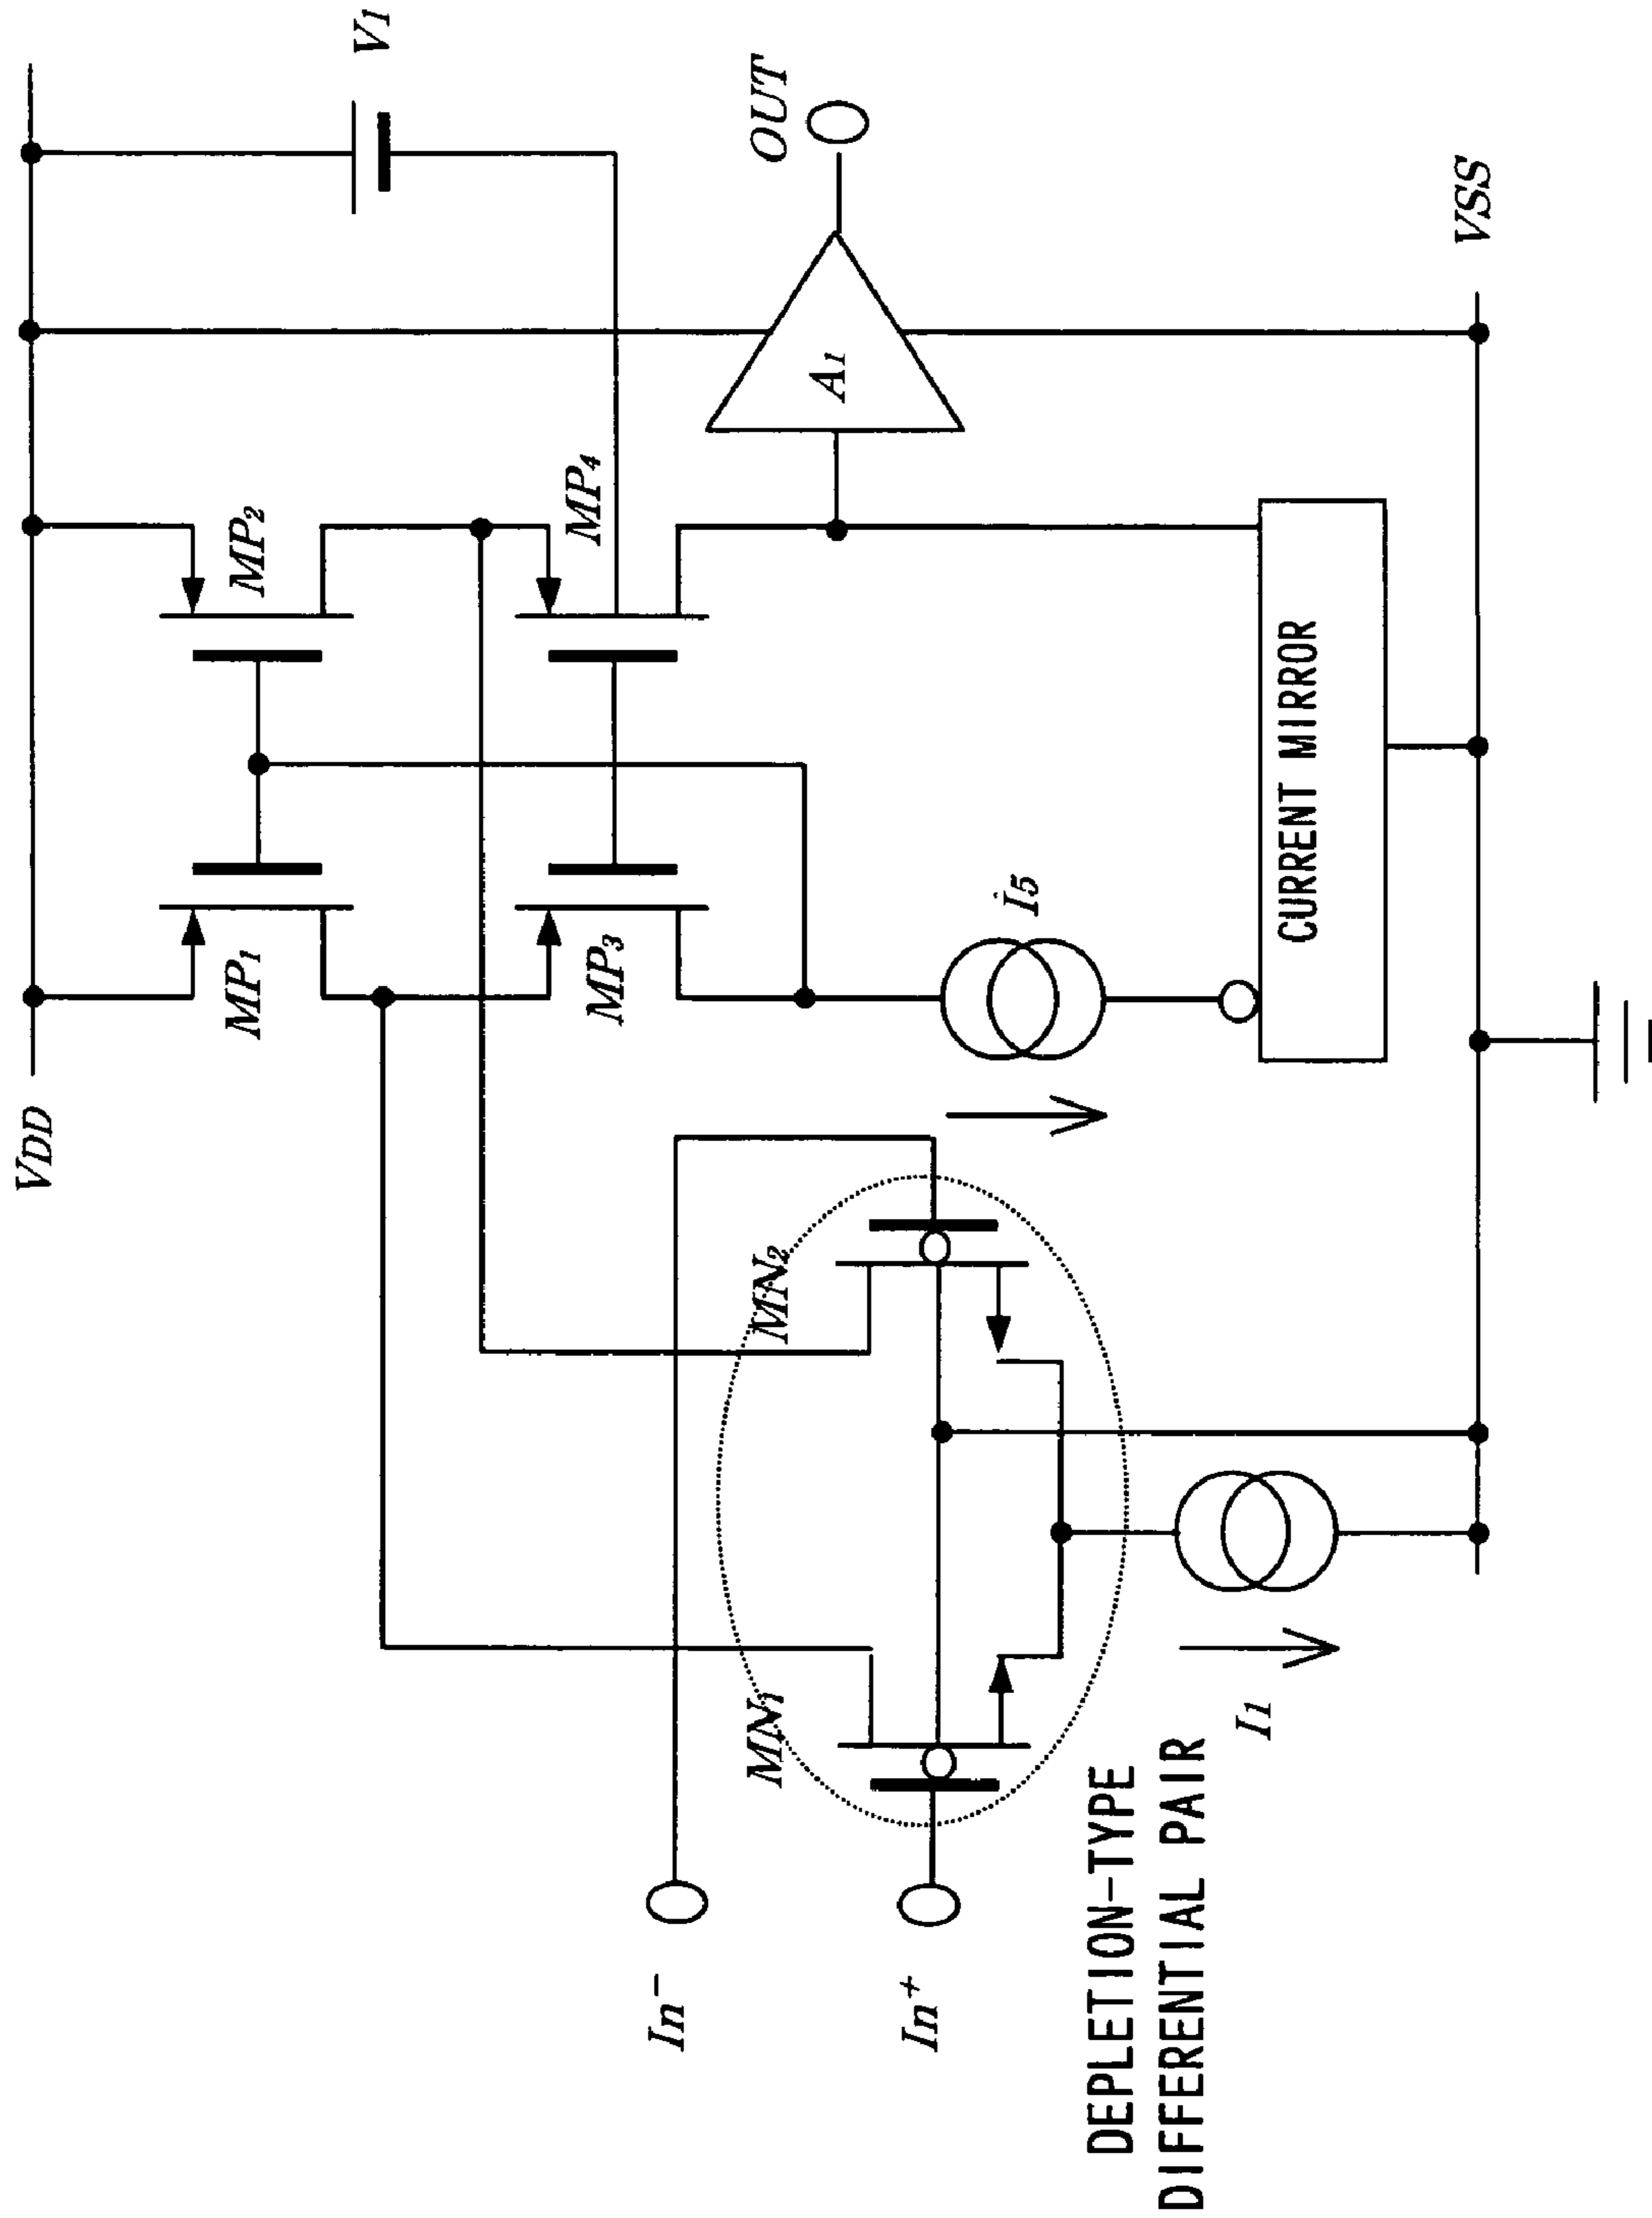 VDD
V1
MP1
MP2
MP3
MP4
In−
In+
MN1
MN2
I5
A1
OUT
I1
CURRENT MIRROR
VSS
DEPLETION-TYPE
DIFFERENTIAL PAIR